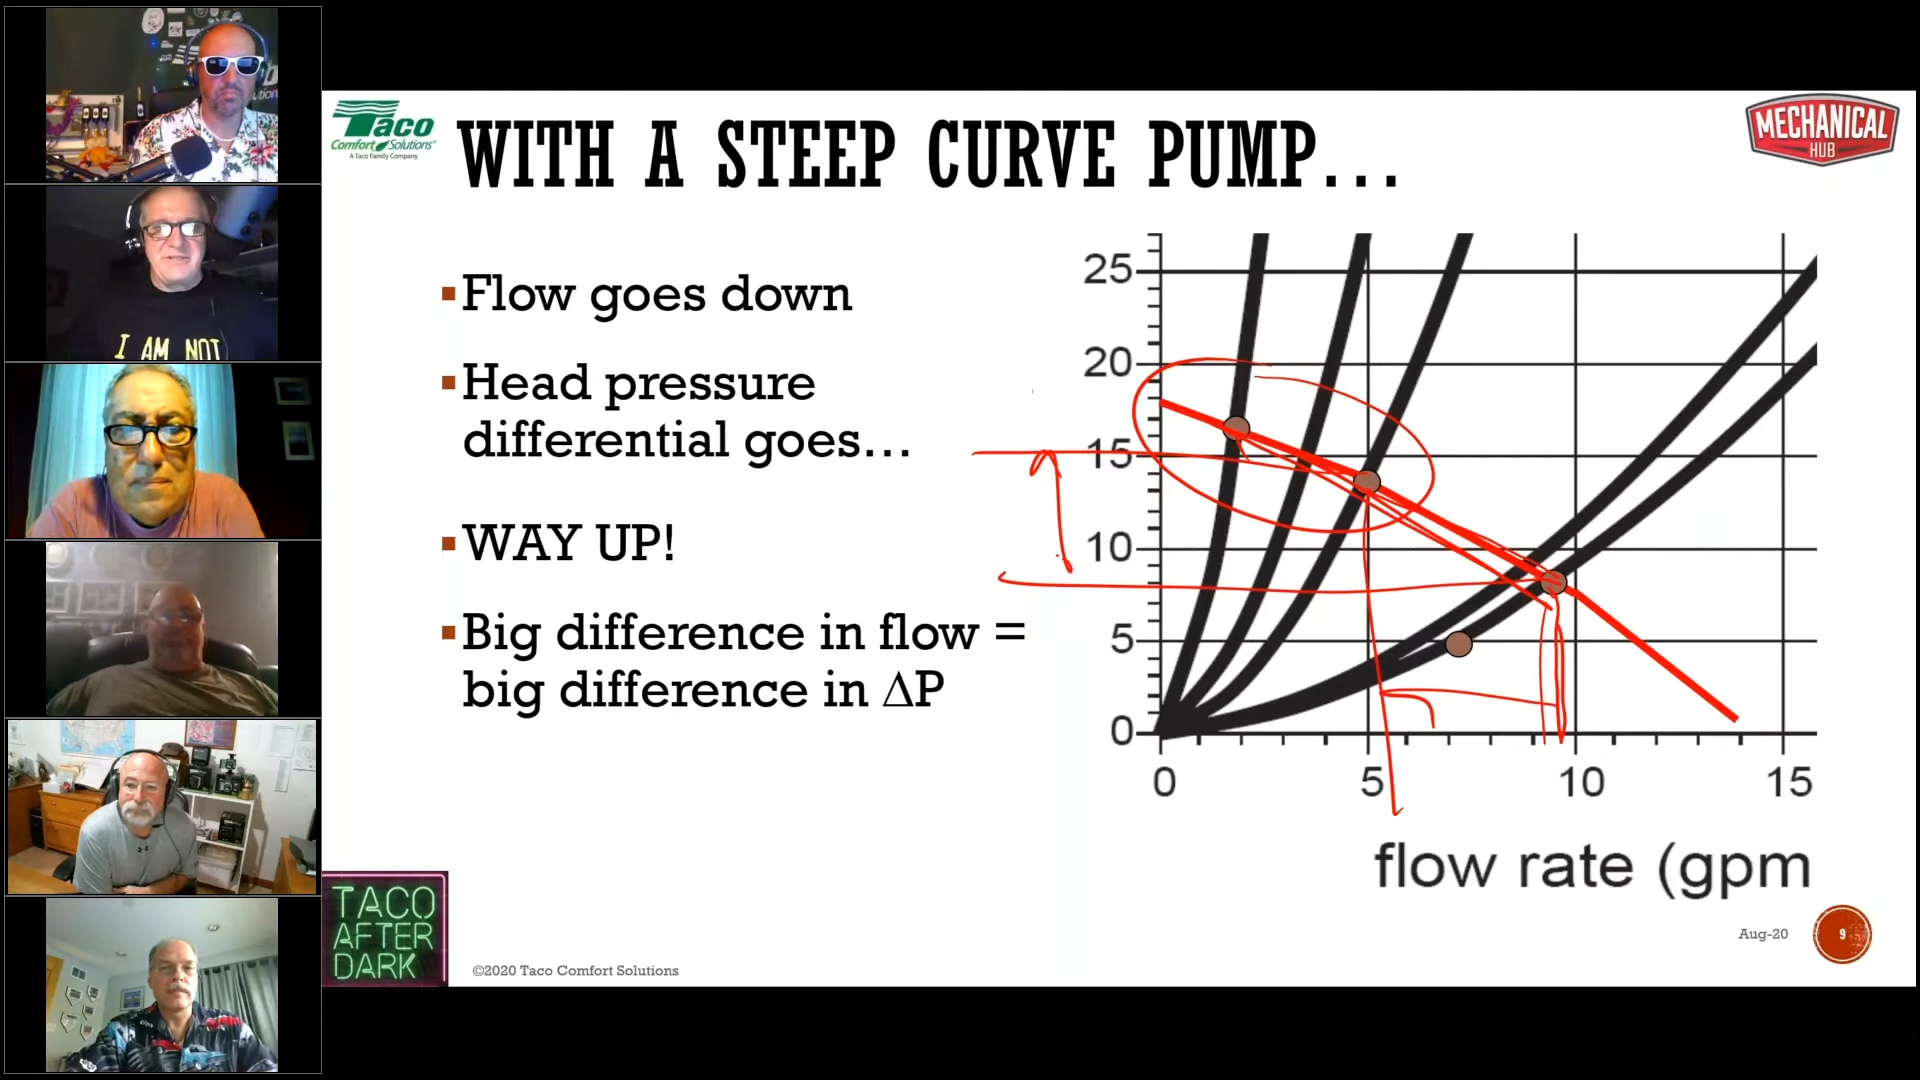 Taco
Comfort Solutions®
A Taco Family Company
WITH A STEEP CURVE PUMP...
MECHANICAL
HUB
▪Flow goes down
▪Head pressure
differential goes...
▪WAY UP!
▪Big difference in flow =
big difference in ΔP
25
20
15
10
5
0
0 5 10 15
flow rate (gpm
I AM NOT
TACO
AFTER
DARK
©2020 Taco Comfort Solutions
Aug-20
9